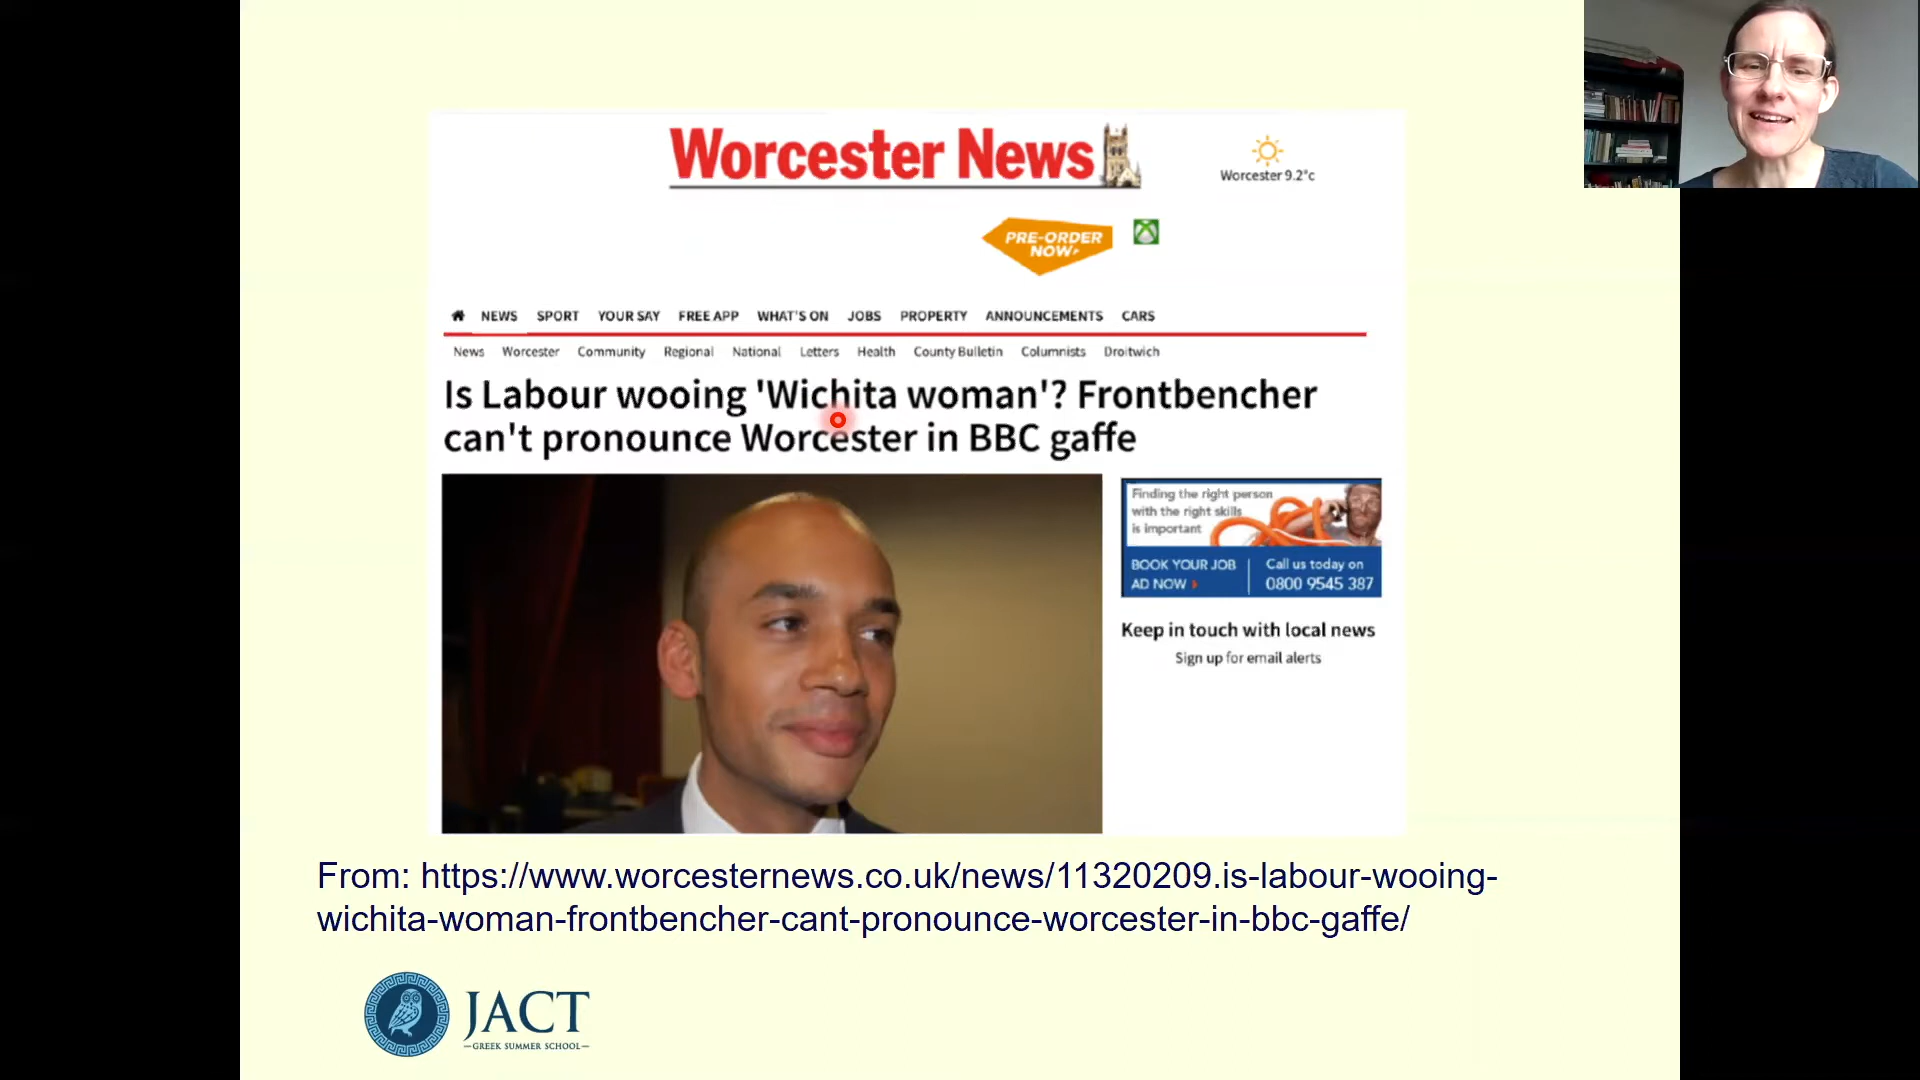 Worcester News
Worcester 9.2°c
PRE-ORDER
NOW
NEWS SPORT YOUR SAY FREE APP WHAT'S ON JOBS PROPERTY ANNOUNCEMENTS CARS
News Worcester Community Regional National Letters Health County Bulletin Columnists Droitwich
Is Labour wooing 'Wichita woman'? Frontbencher
can't pronounce Worcester in BBC gaffe
Finding the right person
with the right skills
is important
BOOK YOUR JOB
AD NOW
Call us today on
0800 9545 387
Keep in touch with local news
Sign up for email alerts
From: https://www.worcesternews.co.uk/news/11320209.is-labour-wooing-
wichita-woman-frontbencher-cant-pronounce-worcester-in-bbc-gaffe/
JACT
—GREEK SUMMER SCHOOL—